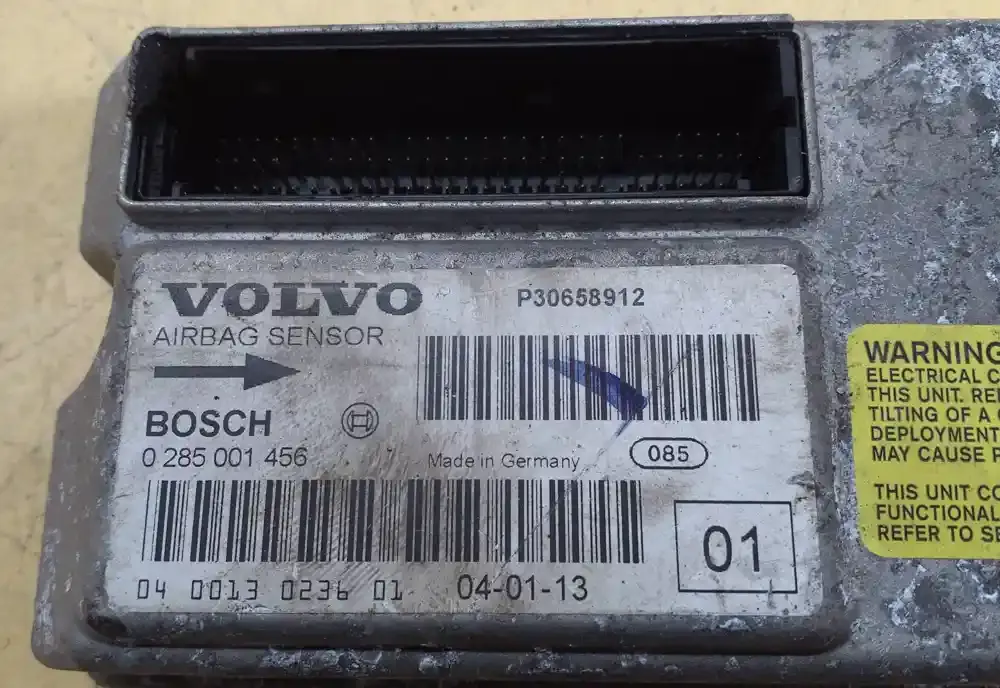 VOLVO
P30658912
AIRBAG SENSOR
BOSCH
0 285 001 456
Made in Germany
085
01
04 0013 0236 01
04-01-13
WARNING
ELECTRICAL C
THIS UNIT. RE
TILTING OF A
DEPLOYMENT
MAY CAUSE
THIS UNIT CO
FUNCTIONAL
REFER TO SE